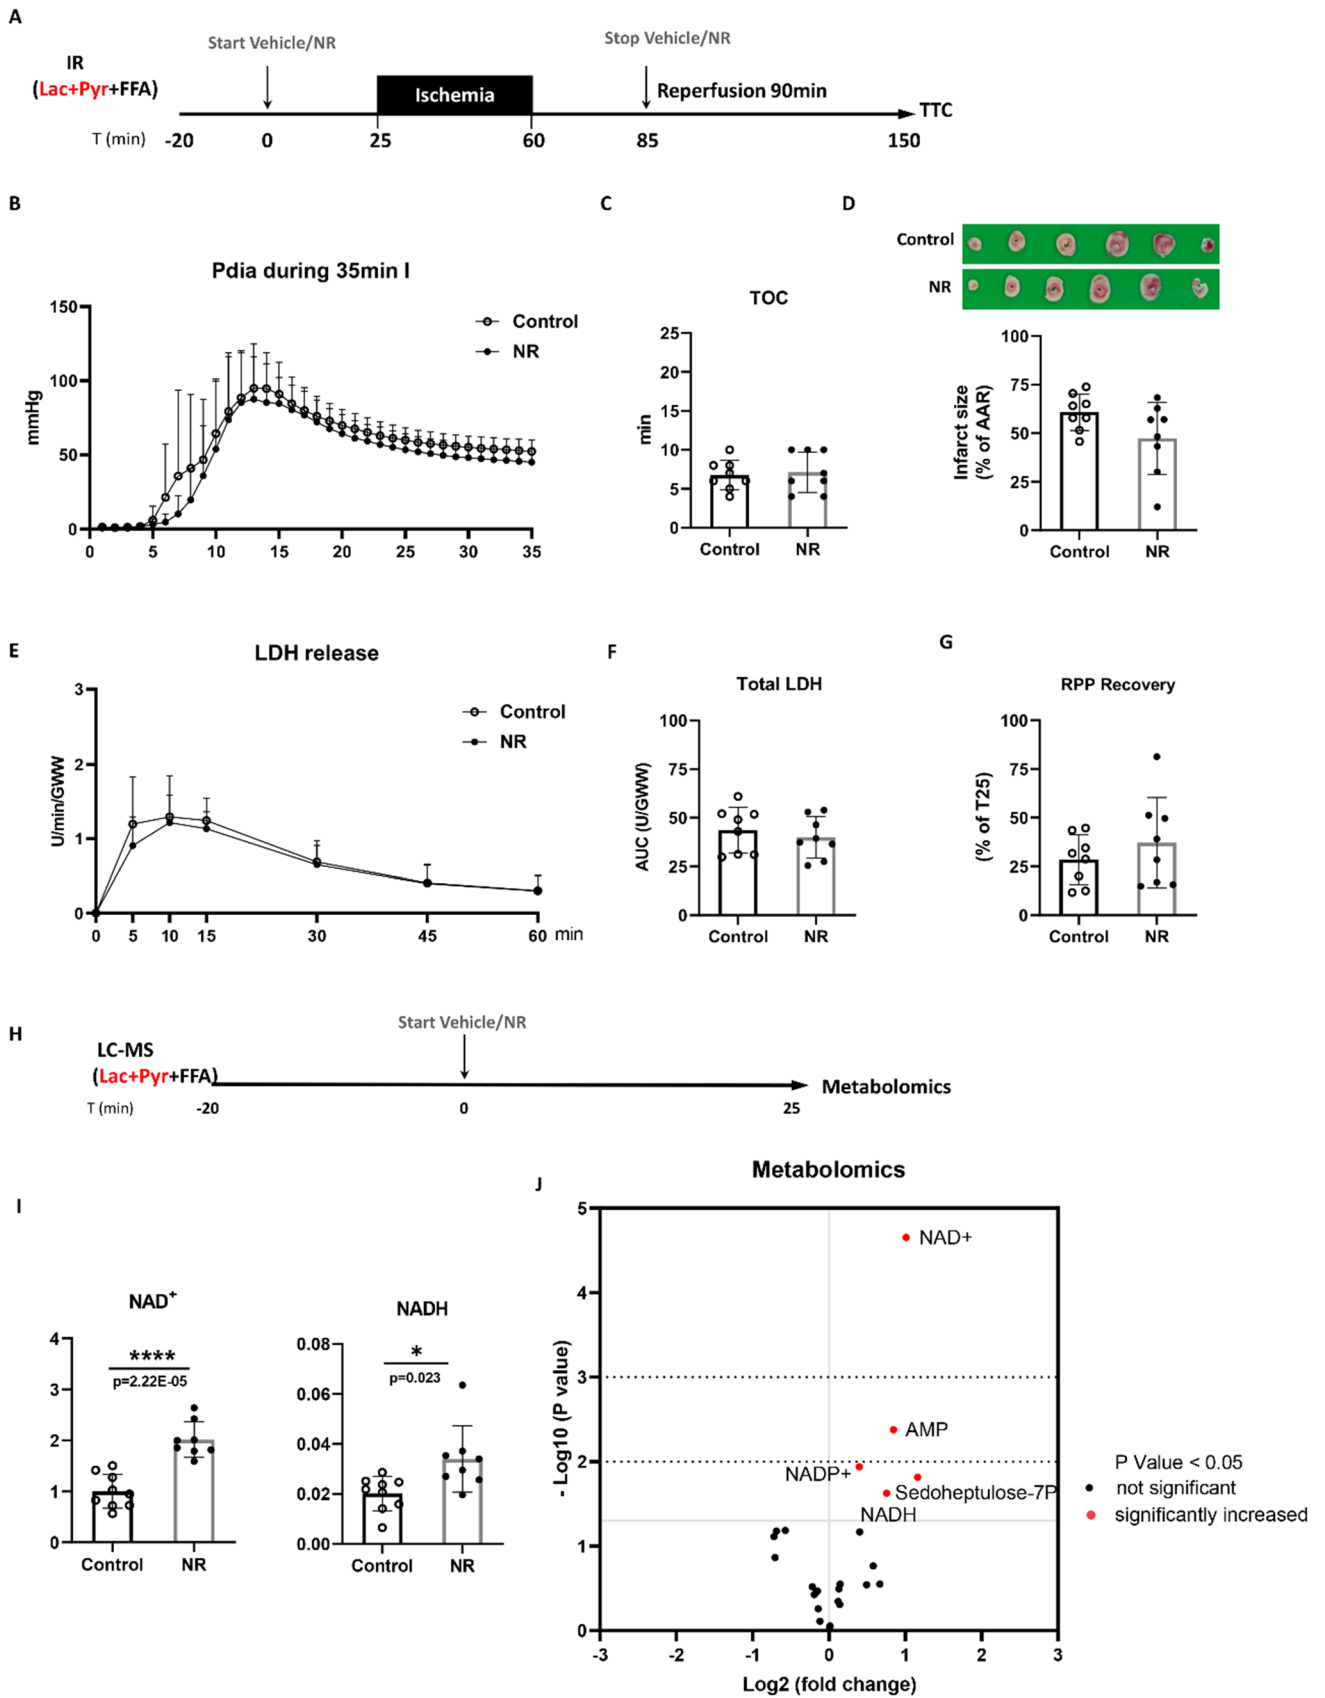 A
Start Vehicle/NR
Stop Vehicle/NR
IR
(Lac+Pyr+FFA)
Ischemia
Reperfusion 90min
TTC
T (min)
-20
0
25
60
85
150
B
C
D
Control
NR
Pdia during 35min I
150
100
50
0
mmHg
Control
NR
0
5
10
15
20
25
30
35
TOC
25
20
15
10
5
0
min
Control
NR
100
75
50
25
0
Infarct size
(% of AAR)
Control
NR
E
LDH release
3
2
1
0
U/min/GWW
Control
NR
0
5
10
15
30
45
60
min
F
Total LDH
100
75
50
25
0
AUC (U/GWW)
Control
NR
G
RPP Recovery
100
75
50
25
0
(% of T25)
Control
NR
H
Start Vehicle/NR
LC-MS
(Lac+Pyr+FFA)
Metabolomics
T (min)
-20
0
25
I
NAD+
4
3
2
1
0
****
p=2.22E-05
Control
NR
NADH
0.08
0.06
0.04
0.02
0.00
*
p=0.023
Control
NR
J
Metabolomics
5
4
3
2
1
0
- Log10 (P value)
NAD+
AMP
NADP+
Sedoheptulose-7P
NADH
-3
-2
-1
0
1
2
3
Log2 (fold change)
P Value < 0.05
not significant
significantly increased